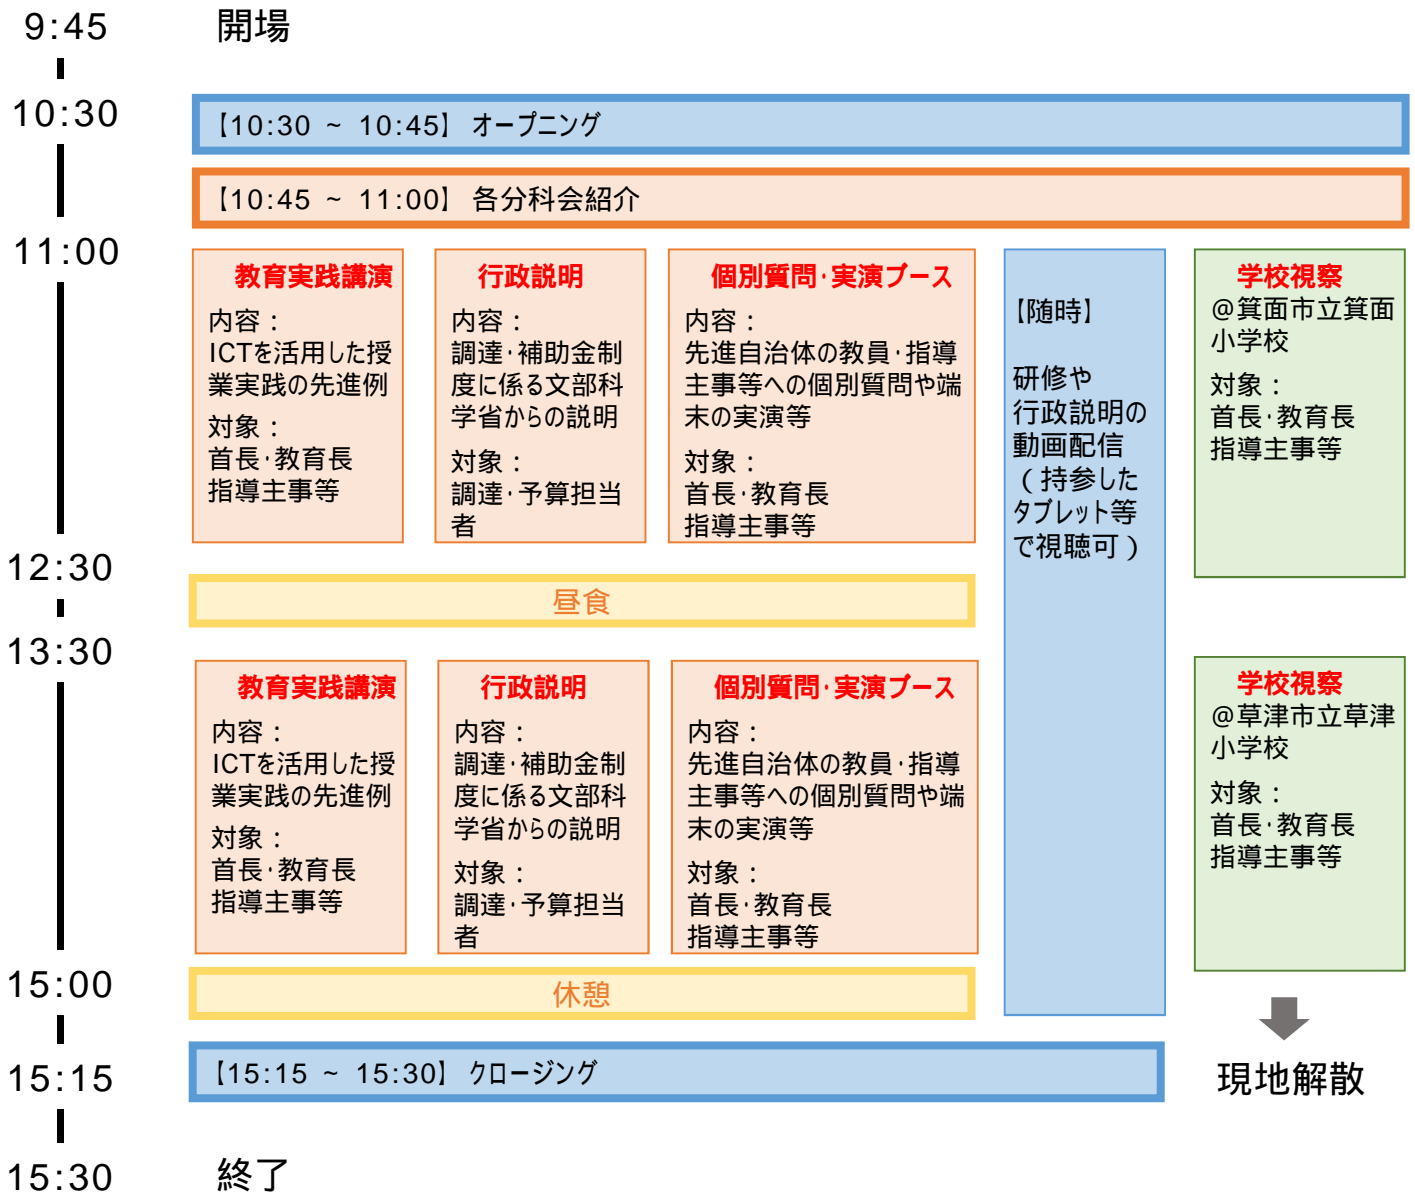 9:45
開場
10:30
【10:30 ~ 10:45】 オープニング
【10:45 ~ 11:00】 各分科会紹介
11:00
教育実践講演
内容：
ICTを活用した授
業実践の先進例
対象：
首長・教育長
指導主事等
行政説明
内容：
調達・補助金制
度に係る文部科
学省からの説明
対象：
調達・予算担当
者
個別質問・実演ブース
内容：
先進自治体の教員・指導
主事等への個別質問や端
末の実演等
対象：
首長・教育長
指導主事等
【随時】
研修や
行政説明の
動画配信
（持参した
タブレット等
で視聴可）
学校視察
@箕面市立箕面
小学校
対象：
首長・教育長
指導主事等
12:30
昼食
13:30
教育実践講演
内容：
ICTを活用した授
業実践の先進例
対象：
首長・教育長
指導主事等
行政説明
内容：
調達・補助金制
度に係る文部科
学省からの説明
対象：
調達・予算担当
者
個別質問・実演ブース
内容：
先進自治体の教員・指導
主事等への個別質問や端
末の実演等
対象：
首長・教育長
指導主事等
学校視察
@草津市立草津
小学校
対象：
首長・教育長
指導主事等
15:00
休憩
15:15
【15:15 ~ 15:30】 クロージング
現地解散
15:30
終了